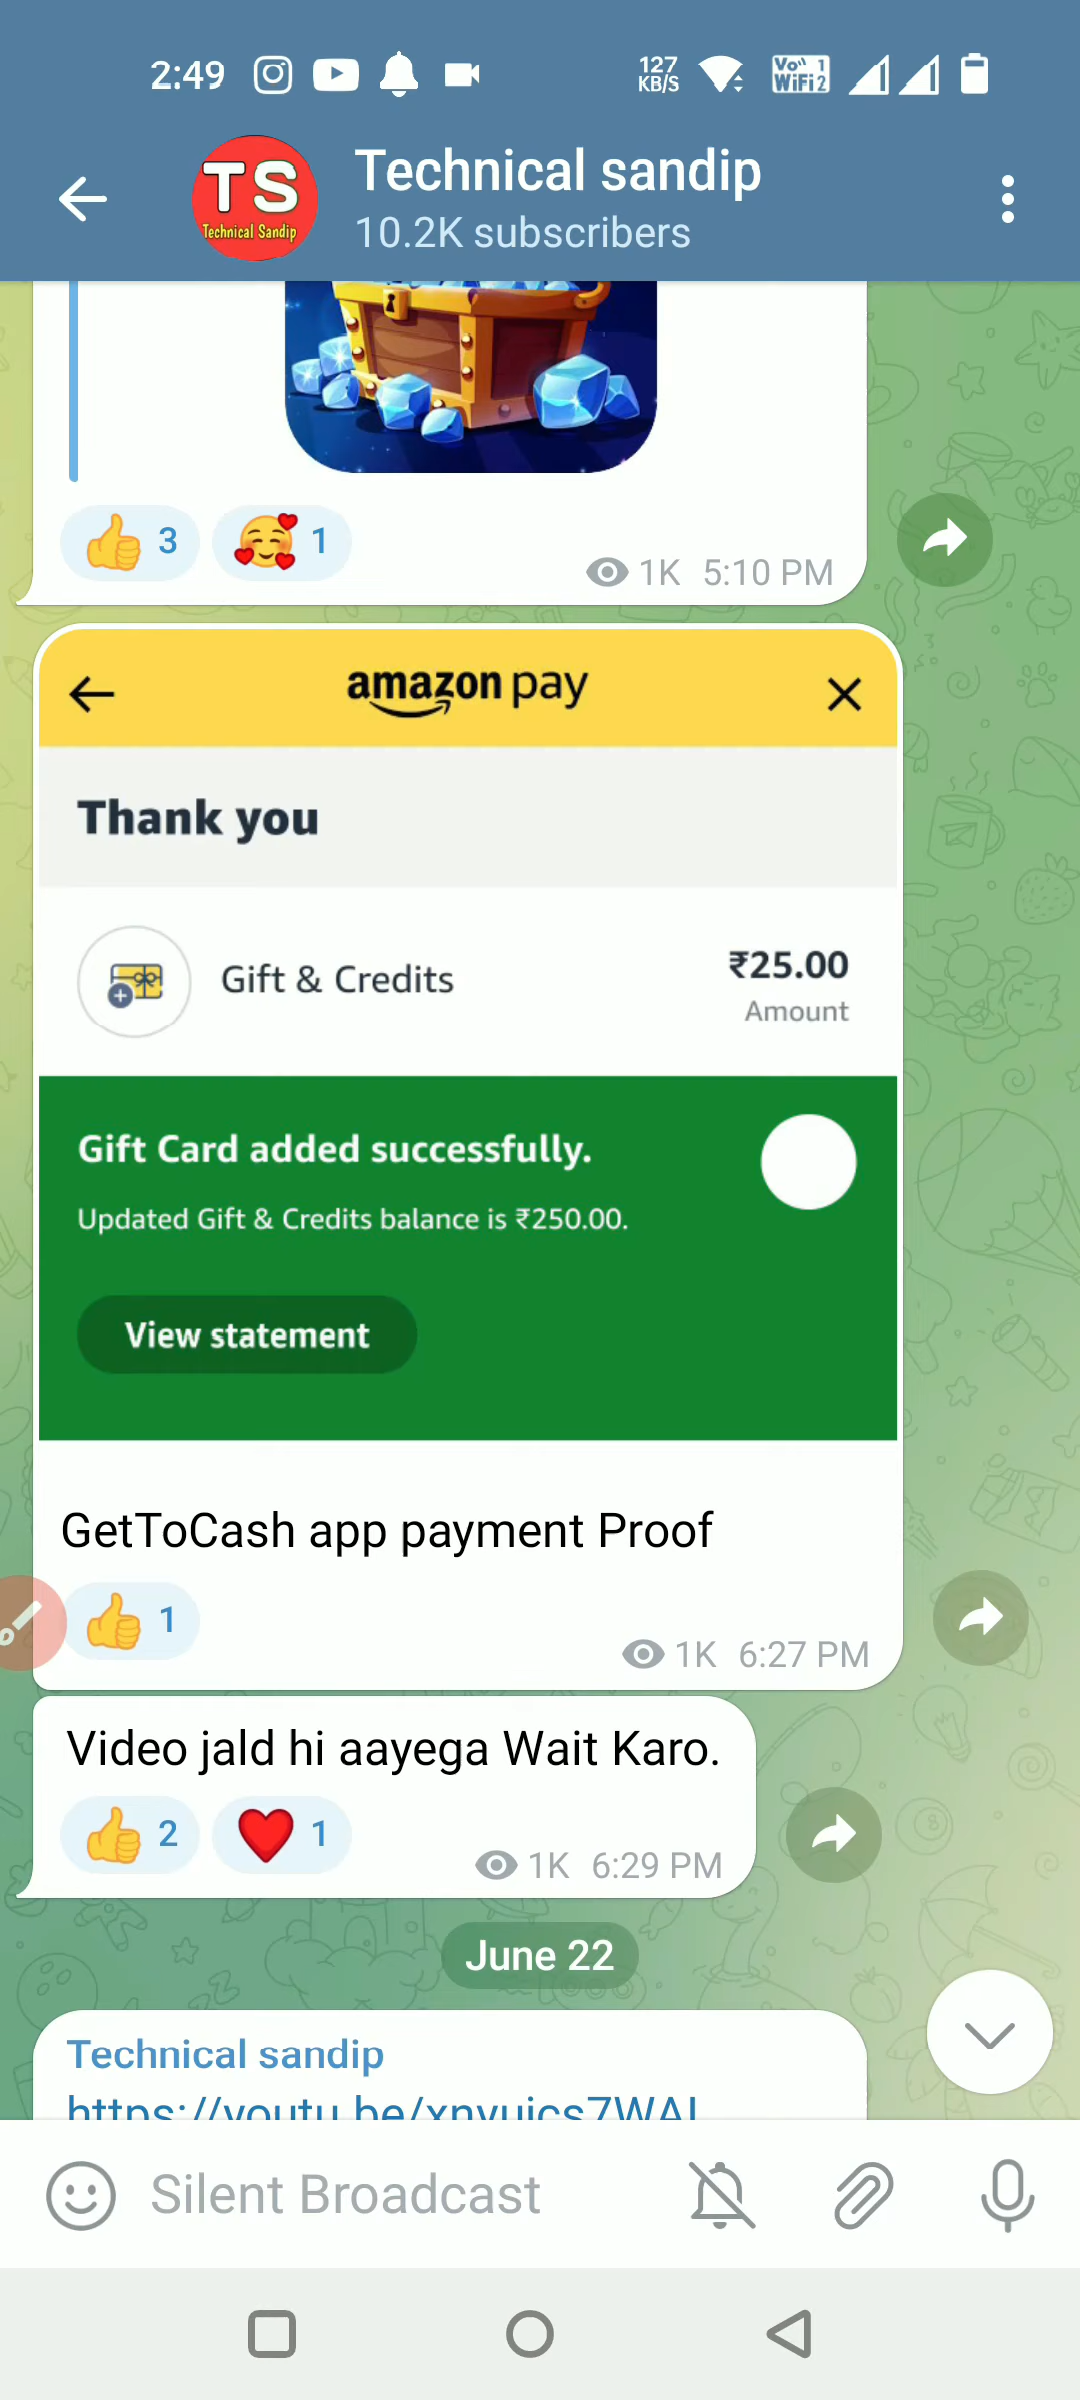 2:49
127
KB/S
Vo 1
WiFi 2
TS
Technical Sandip
Technical sandip
10.2K subscribers
3
1
1K 5:10 PM
amazon pay
Thank you
Gift & Credits
₹25.00
Amount
Gift Card added successfully.
Updated Gift & Credits balance is ₹250.00.
View statement
GetToCash app payment Proof
1
1K 6:27 PM
Video jald hi aayega Wait Karo.
2
1
1K 6:29 PM
June 22
Technical sandip
Silent Broadcast